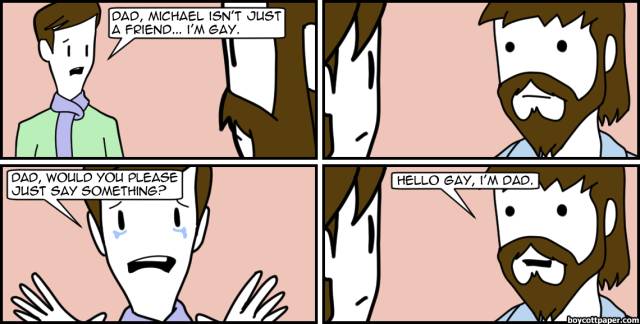 DAD, MICHAEL ISN'T JUST
A FRIEND... I'M GAY.
DAD, WOULD YOU PLEASE
JUST SAY SOMETHING?
HELLO GAY, I'M DAD.
boycottpaper.com